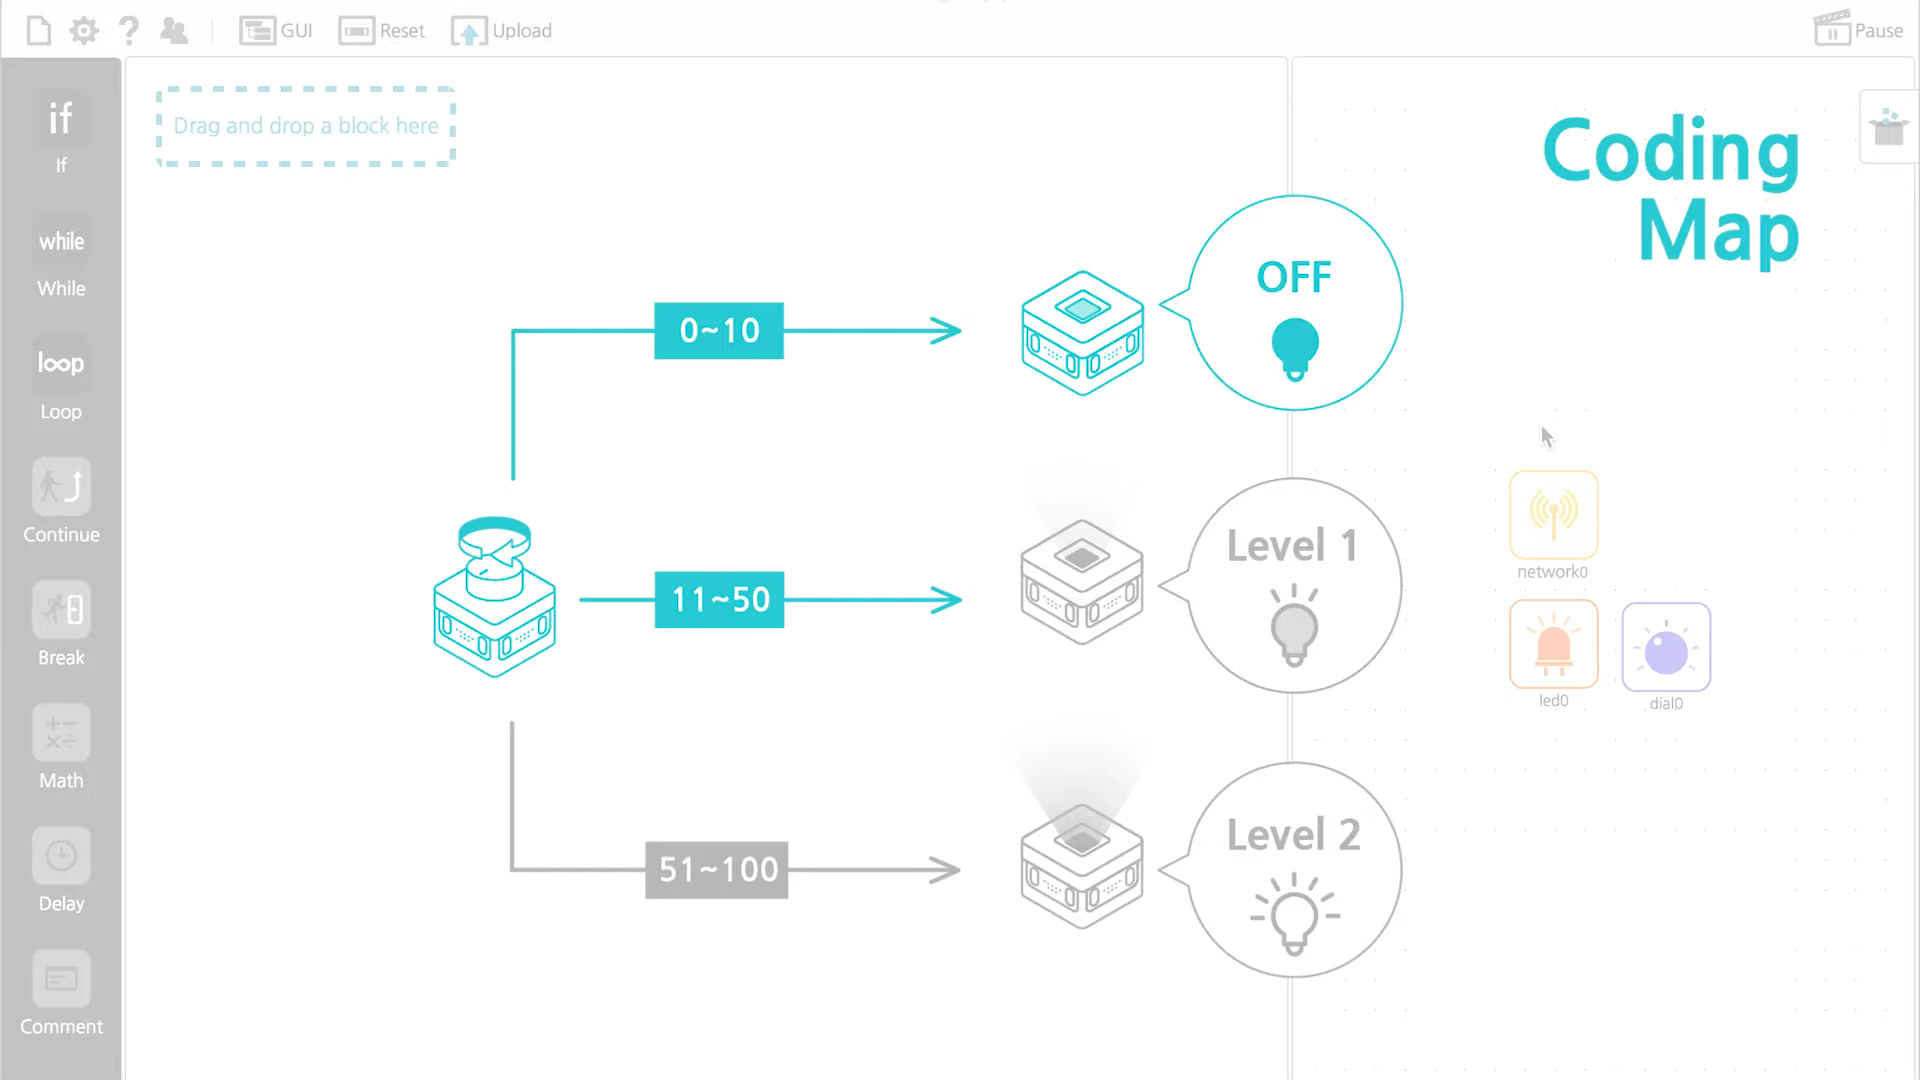 GUI
Reset
Upload
Pause
if
If
while
While
loop
Loop
Continue
Break
Math
Delay
Comment
Drag and drop a block here
Coding
Map
0~10
OFF
11~50
Level 1
51~100
Level 2
network0
led0
dial0